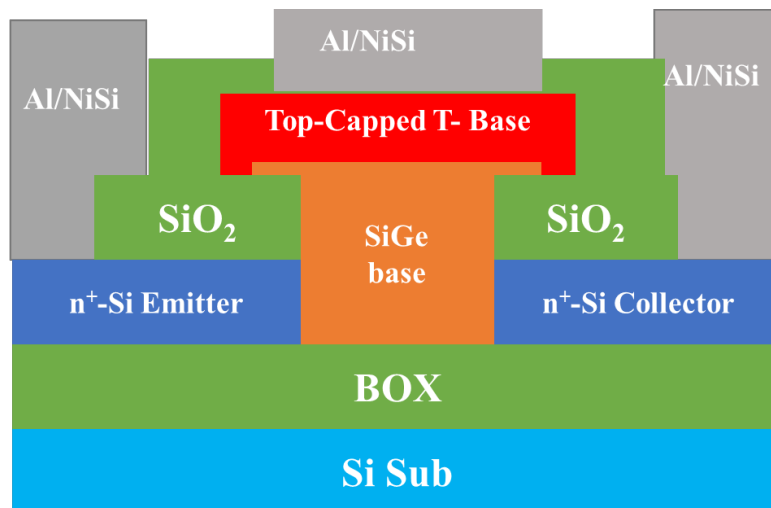 Al/NiSi
Al/NiSi
Al/NiSi
Top-Capped T- Base
SiO₂
SiGe
base
SiO₂
n⁺-Si Emitter
n⁺-Si Collector
BOX
Si Sub